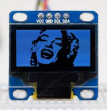 VCC GND SCL SDA